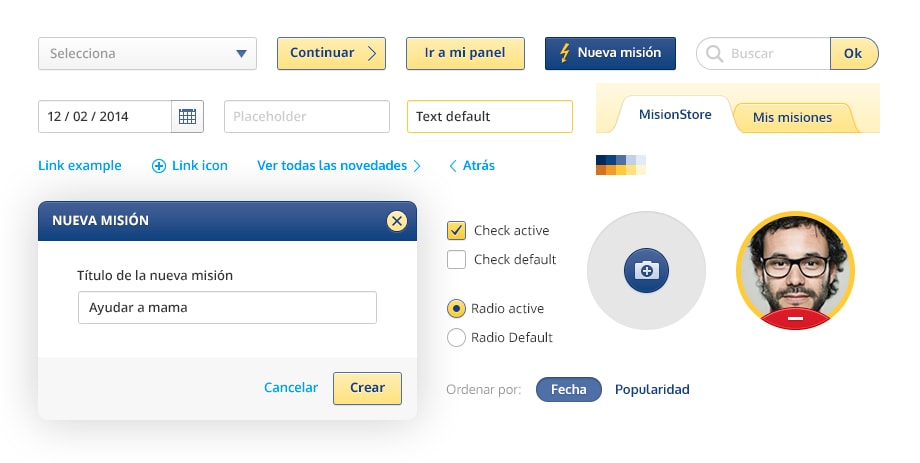 Selecciona
Continuar
Ir a mi panel
Nueva misión
Buscar
Ok
12 / 02 / 2014
Placeholder
Text default
MisionStore
Mis misiones
Link example
Link icon
Ver todas las novedades
Atrás
NUEVA MISIÓN
Título de la nueva misión
Ayudar a mama
Cancelar
Crear
Check active
Check default
Radio active
Radio Default
Ordenar por:
Fecha
Popularidad